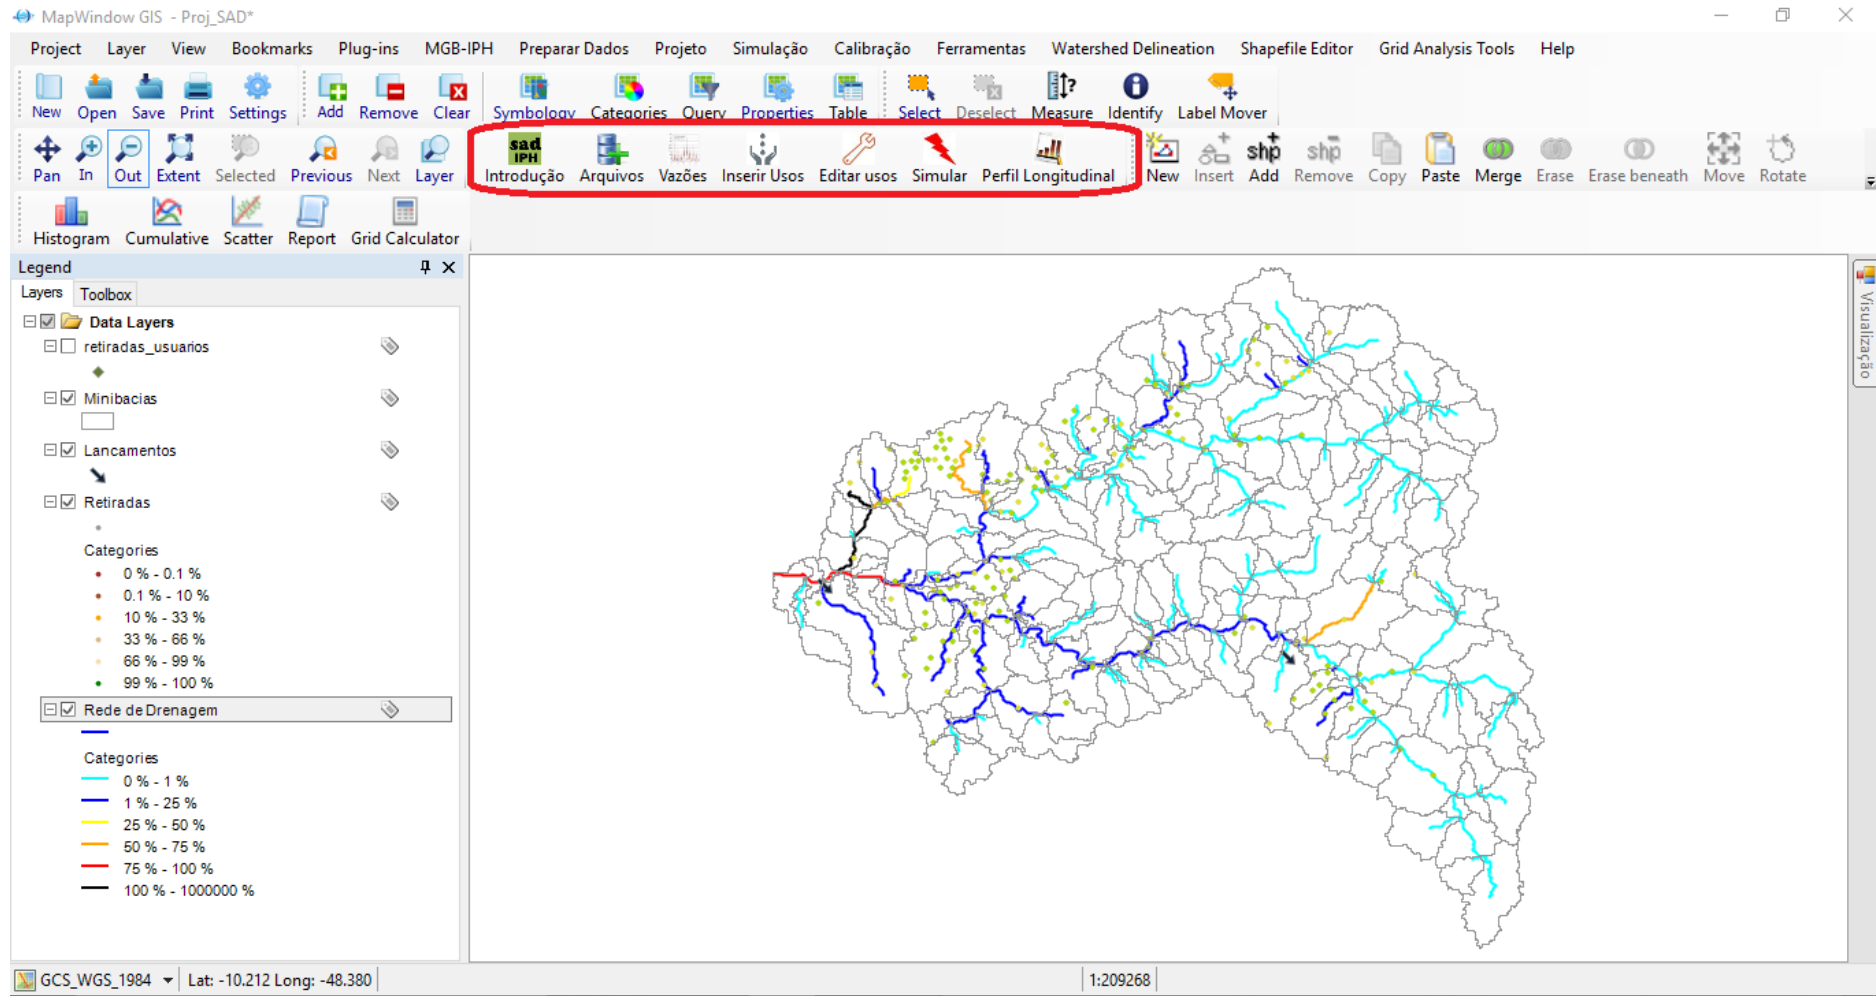 MapWindow GIS - Proj_SAD*
Project Layer View Bookmarks Plug-ins MGB-IPH Preparar Dados Projeto Simulação Calibração Ferramentas Watershed Delineation Shapefile Editor Grid Analysis Tools Help
New Open Save Print Settings Add Remove Clear Symbology Categories Query Properties Table Select Deselect Measure Identify Label Mover
sad
IPH
shp shp
Pan In Out Extent Selected Previous Next Layer Introdução Arquivos Vazões Inserir Usos Editar usos Simular Perfil Longitudinal New Insert Add Remove Copy Paste Merge Erase Erase beneath Move Rotate
Histogram Cumulative Scatter Report Grid Calculator
Legend
Layers Toolbox
Data Layers
retiradas_usuarios
Minibacias
Lancamentos
Retiradas
Categories
0 % - 0.1 %
0.1 % - 10 %
10 % - 33 %
33 % - 66 %
66 % - 99 %
99 % - 100 %
Rede de Drenagem
Categories
0 % - 1 %
1 % - 25 %
25 % - 50 %
50 % - 75 %
75 % - 100 %
100 % - 1000000 %
Visualização
GCS_WGS_1984 Lat: -10.212 Long: -48.380 1:209268